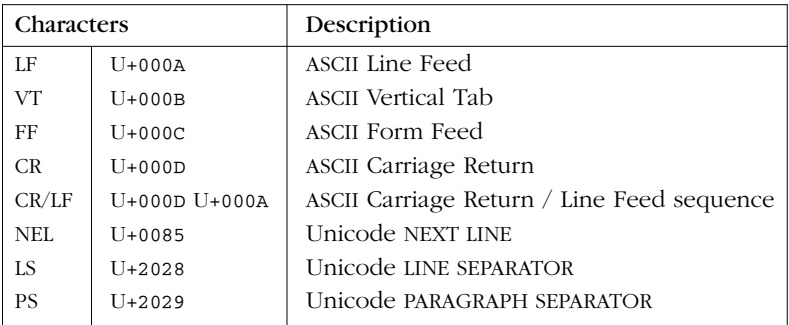 Characters Description
LF U+000A ASCII Line Feed
VT U+000B ASCII Vertical Tab
FF U+000C ASCII Form Feed
CR U+000D ASCII Carriage Return
CR/LF U+000D U+000A ASCII Carriage Return / Line Feed sequence
NEL U+0085 Unicode NEXT LINE
LS U+2028 Unicode LINE SEPARATOR
PS U+2029 Unicode PARAGRAPH SEPARATOR